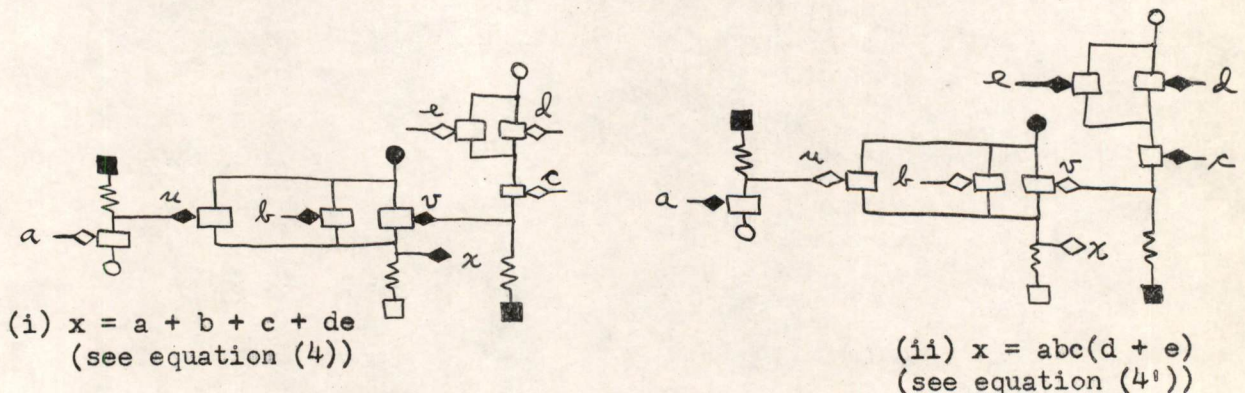 e
d
c
u
b
v
a
x
(i) x = a + b + c + de
(see equation (4))
e
d
u
b
v
c
a
x
(ii) x = abc(d + e)
(see equation (4'))